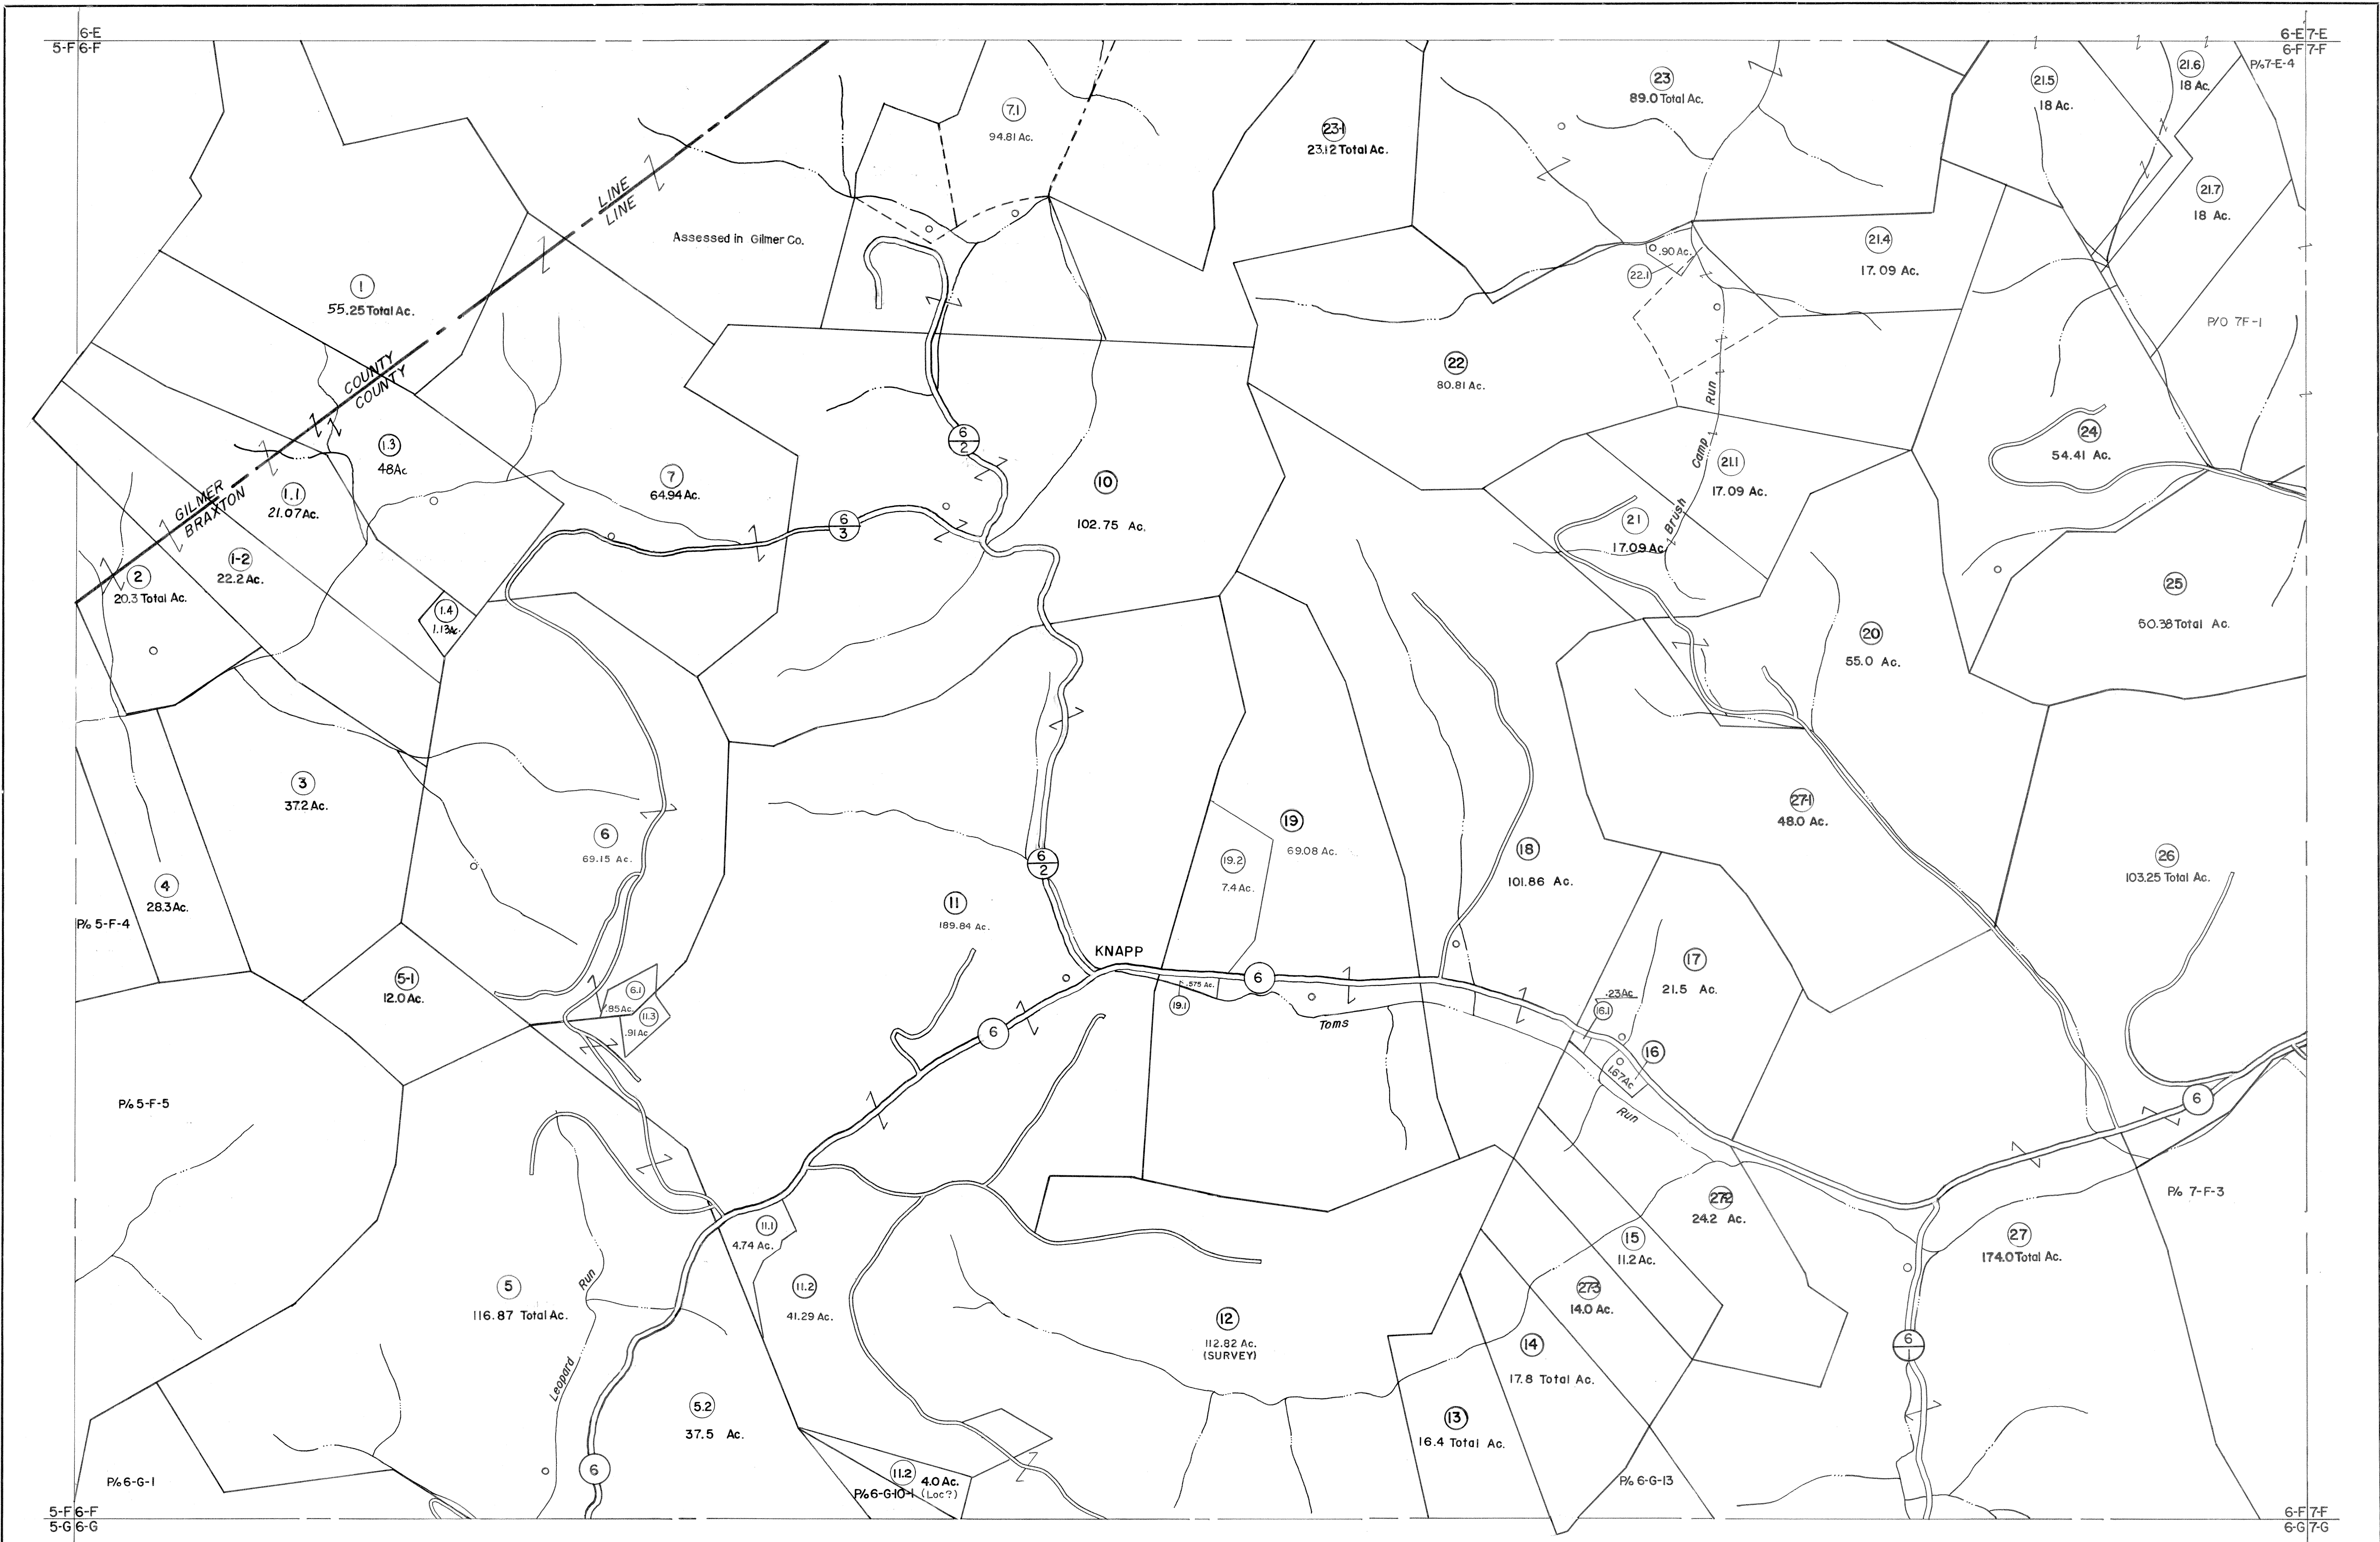 6-E
5-F 6-F
6-E 7-E
6-F 7-F
P/o 7-E-4
21.6
18 Ac.
21.5
18 Ac.
23
89.0 Total Ac.
7.1
94.81 Ac.
23-1
23.12 Total Ac.
21.7
18 Ac.
LINE
LINE
Assessed in Gilmer Co.
.90 Ac.
22.1
21.4
17.09 Ac.
1
55.25 Total Ac.
P/O 7F-1
COUNTY
COUNTY
22
80.81 Ac.
Brush Camp Run
1.3
48Ac
6
2
24
54.41 Ac.
21.1
17.09 Ac.
7
64.94 Ac.
10
102.75 Ac.
1.1
21.07 Ac.
GILMER
BRAXTON
6
3
21
17.09 Ac.
1-2
22.2 Ac.
2
20.3 Total Ac.
1.4
1.13Ac.
25
50.38 Total Ac.
20
55.0 Ac.
3
37.2 Ac.
27-1
48.0 Ac.
19
69.08 Ac.
6
69.15 Ac.
18
101.86 Ac.
19.2
7.4 Ac.
26
103.25 Total Ac.
6
2
4
28.3 Ac.
P/o 5-F-4
11
189.84 Ac.
KNAPP
17
21.5 Ac.
5-1
12.0 Ac.
6
.575 Ac.
19.1
6.1
.85Ac.
11.3
.91 Ac
.23Ac
16.1
Toms
Run
6
16
1.67Ac
P/o 5-F-5
6
P/o 7-F-3
27-2
24.2 Ac.
11.1
4.74 Ac.
15
11.2 Ac.
27
174.0 Total Ac.
5
116.87 Total Ac.
Leopard Run
11.2
41.29 Ac.
27-3
14.0 Ac.
12
112.82 Ac.
(SURVEY)
14
17.8 Total Ac.
6
1
5.2
37.5 Ac.
13
16.4 Total Ac.
6
11.2
4.0 Ac.
P/o 6-G-10-1 (Loc?)
P/o 6-G-1
P/o 6-G-13
5-F 6-F
5-G 6-G
6-F 7-F
6-G 7-G